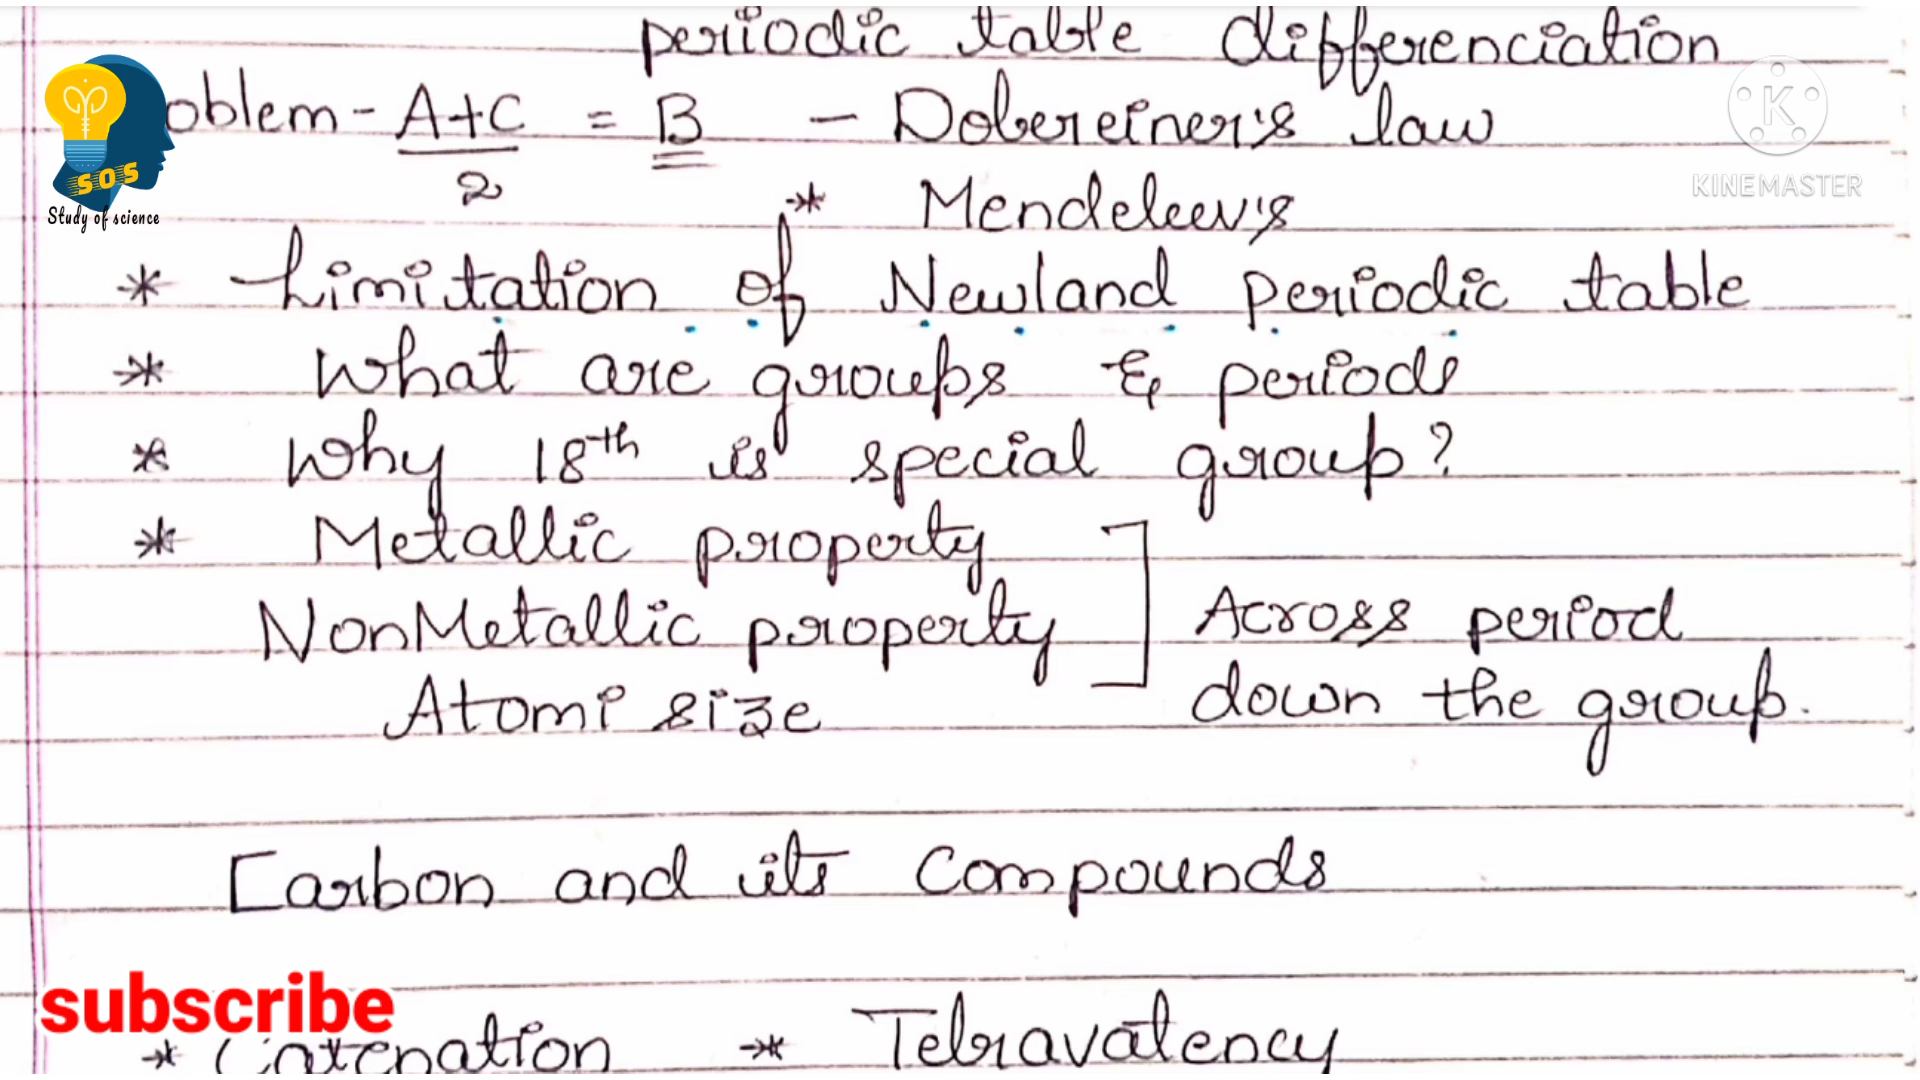 periodic table differenciation
oblem - A+C/2 = B - Dobereiner's law
* Mendeleev's
* Limitation of Newland periodic table
* What are groups & periods
* Why 18th is special group?
* Metallic property
NonMetallic property ] Across period
Atomi size down the group.
Carbon and its Compounds
* Catenation * Tetravalency
SOS
Study of science
K
KINEMASTER
subscribe